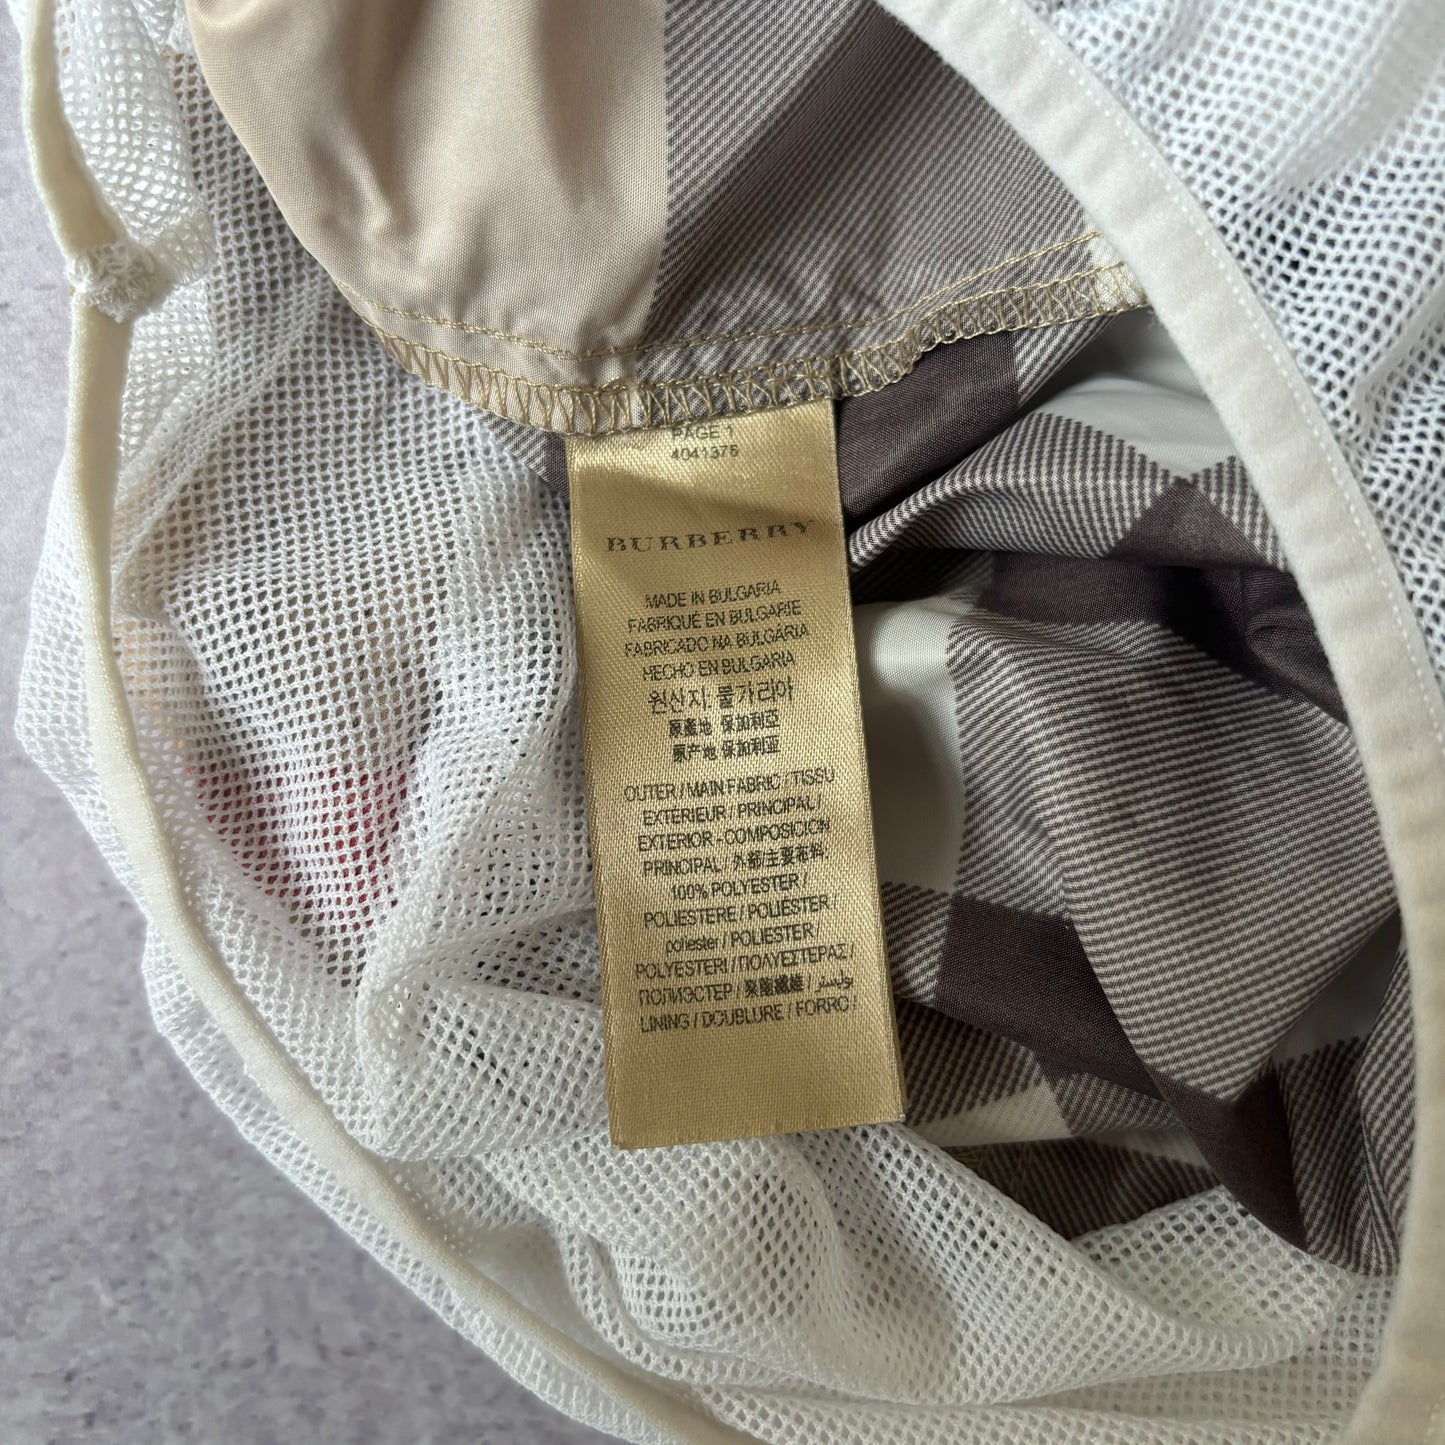 PAGE 1
4041376
BURBERRY
MADE IN BULGARIA
FABRIQUÉ EN BULGARIE
FABRICADO NA BULGARIA
HECHO EN BULGARIA
원산지, 불가리아
原產地 保加利亞
原产地 保加利亚
OUTER / MAIN FABRIC / TISSU
EXTERIEUR / PRINCIPAL /
EXTERIOR - COMPOSICION
PRINCIPAL / 外部主要布料:
100% POLYESTER /
POLIESTERE / POLIÉSTER /
poliester / POLIESTER
POLYESTERI / ΠΟΛΥΕΣΤΕΡΑΣ /
ПОЛИЭСТЕР / 聚酯纖維 / بوليستر /
LINING / DOUBLURE / FORRO /